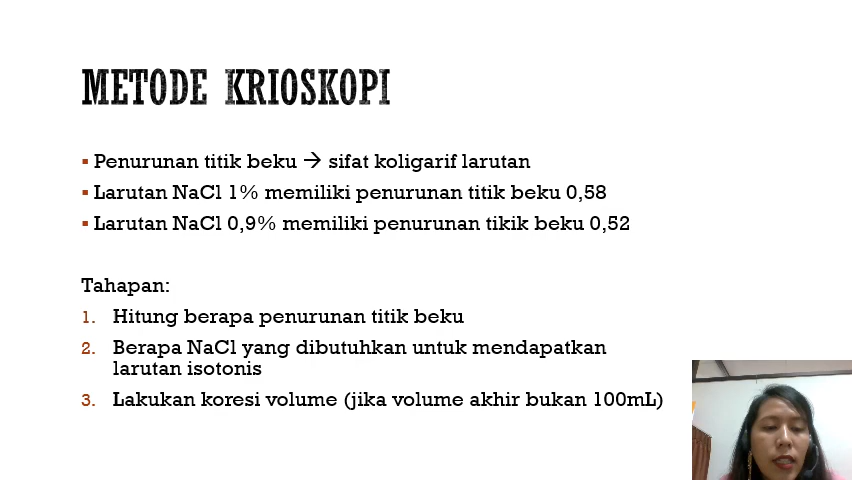 METODE KRIOSKOPI
▪ Penurunan titik beku → sifat koligarif larutan
▪ Larutan NaCl 1% memiliki penurunan titik beku 0,58
▪ Larutan NaCl 0,9% memiliki penurunan tikik beku 0,52
Tahapan:
1. Hitung berapa penurunan titik beku
2. Berapa NaCl yang dibutuhkan untuk mendapatkan
larutan isotonis
3. Lakukan koresi volume (jika volume akhir bukan 100mL)